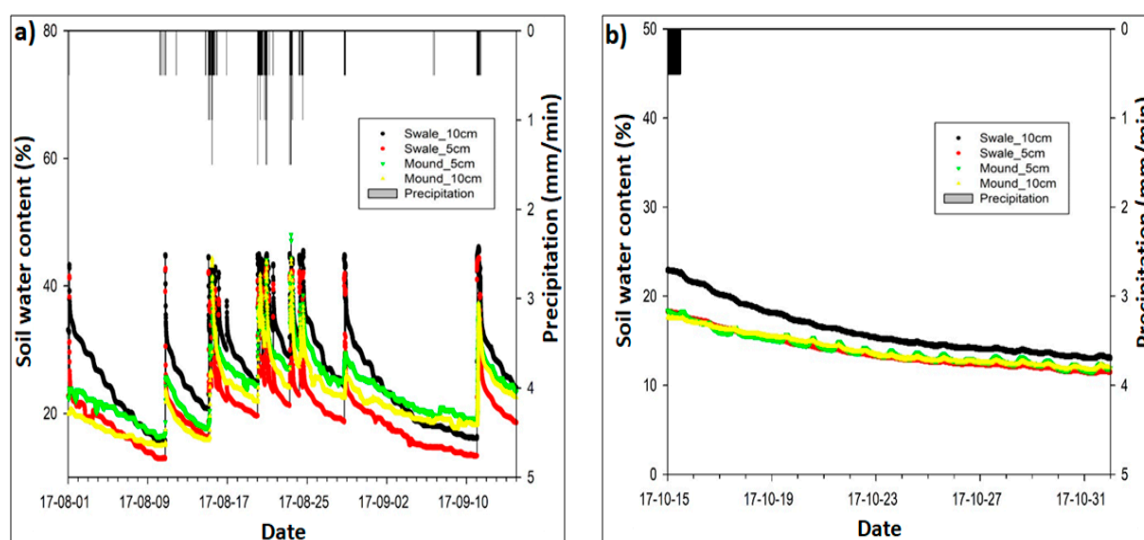 a)
80
60
40
20
Soil water content (%)
0
1
2
3
4
5
Precipitation (mm/min)
Swale_10cm
Swale_5cm
Mound_5cm
Mound_10cm
Precipitation
17-08-01 17-08-09 17-08-17 17-08-25 17-09-02 17-09-10
Date
b)
50
40
30
20
10
0
Soil water content (%)
0
1
2
3
4
5
Precipitation (mm/min)
Swale_10cm
Swale_5cm
Mound_5cm
Mound_10cm
Precipitation
17-10-15 17-10-19 17-10-23 17-10-27 17-10-31
Date